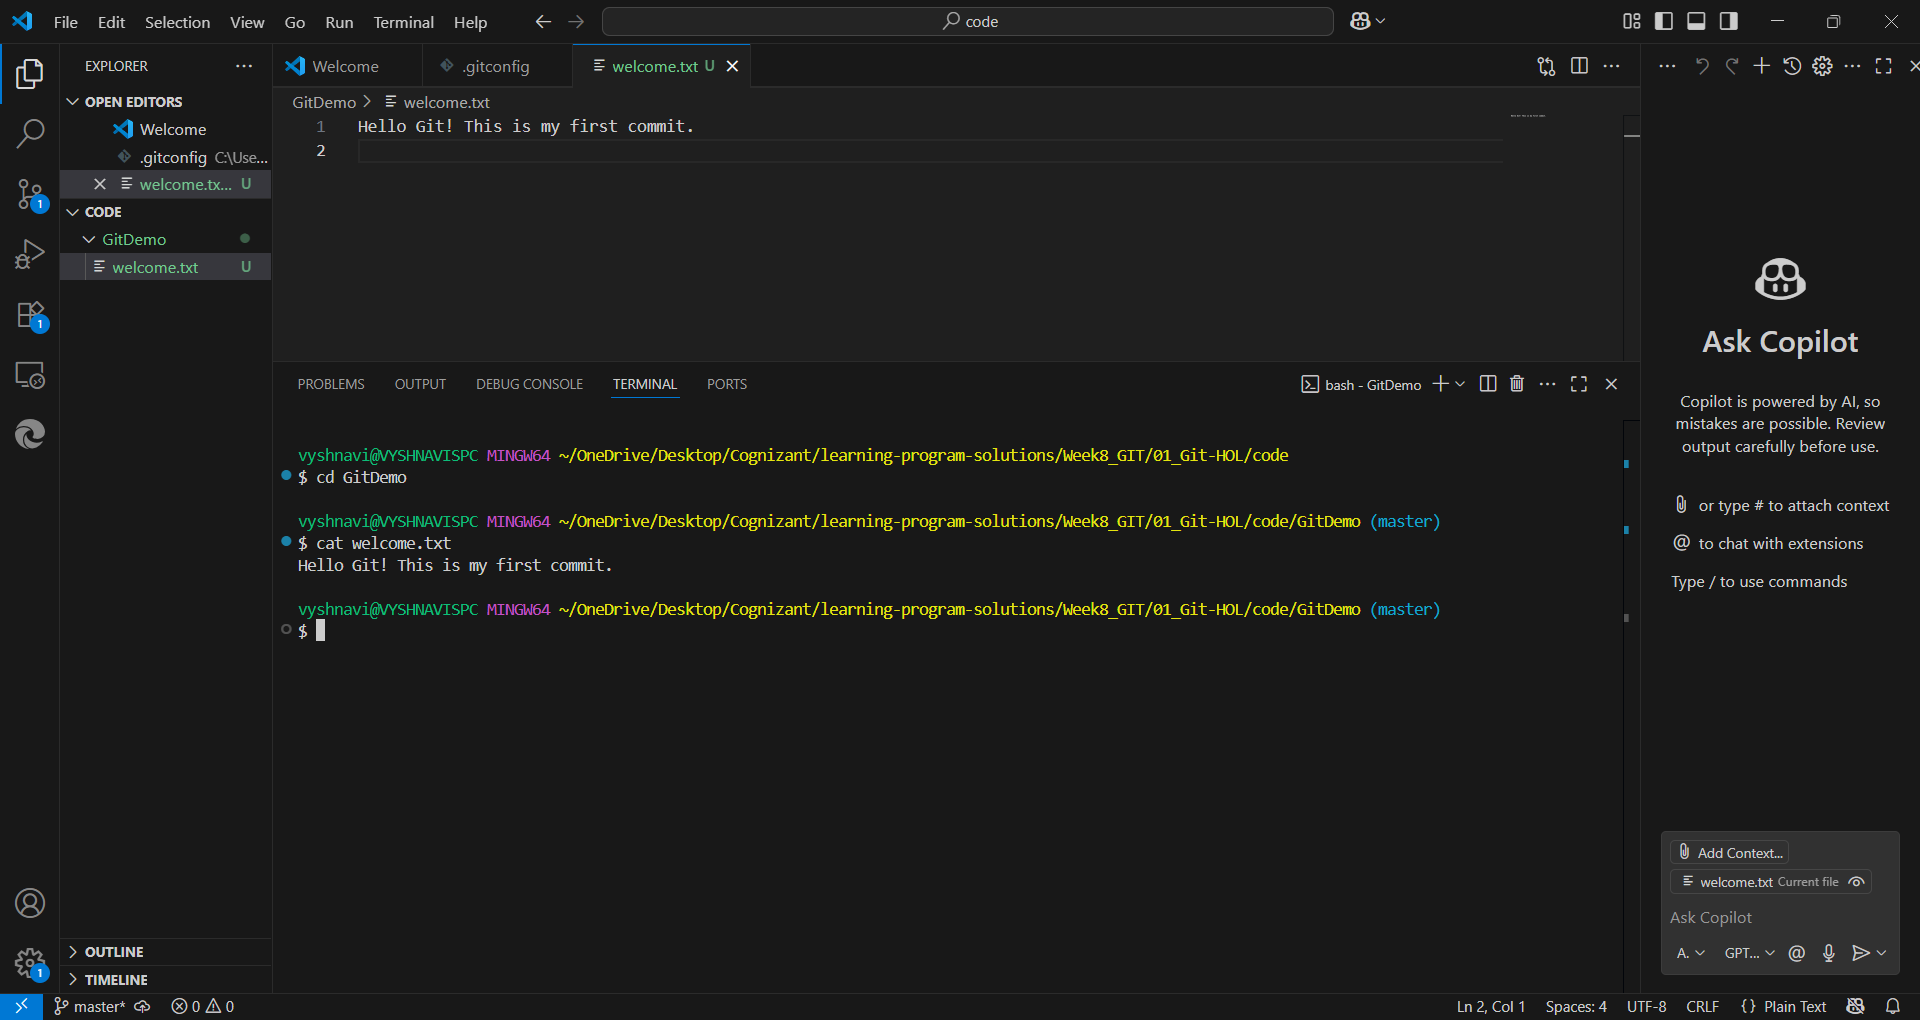 File Edit Selection View Go Run Terminal Help
code
EXPLORER
OPEN EDITORS
Welcome
.gitconfig C:\Use...
welcome.tx... U
CODE
GitDemo
welcome.txt U
OUTLINE
TIMELINE
1
1
1
Welcome
.gitconfig
welcome.txt U
GitDemo > welcome.txt
1 Hello Git! This is my first commit.
2
PROBLEMS OUTPUT DEBUG CONSOLE TERMINAL PORTS
bash - GitDemo
vyshnavi@VYSHNAVISPC MINGW64 ~/OneDrive/Desktop/Cognizant/learning-program-solutions/Week8_GIT/01_Git-HOL/code
$ cd GitDemo
vyshnavi@VYSHNAVISPC MINGW64 ~/OneDrive/Desktop/Cognizant/learning-program-solutions/Week8_GIT/01_Git-HOL/code/GitDemo (master)
$ cat welcome.txt
Hello Git! This is my first commit.
vyshnavi@VYSHNAVISPC MINGW64 ~/OneDrive/Desktop/Cognizant/learning-program-solutions/Week8_GIT/01_Git-HOL/code/GitDemo (master)
$
Ask Copilot
Copilot is powered by AI, so
mistakes are possible. Review
output carefully before use.
or type # to attach context
@ to chat with extensions
Type / to use commands
Add Context...
welcome.txt Current file
Ask Copilot
A. GPT... @
master* 0 0
Ln 2, Col 1 Spaces: 4 UTF-8 CRLF {} Plain Text